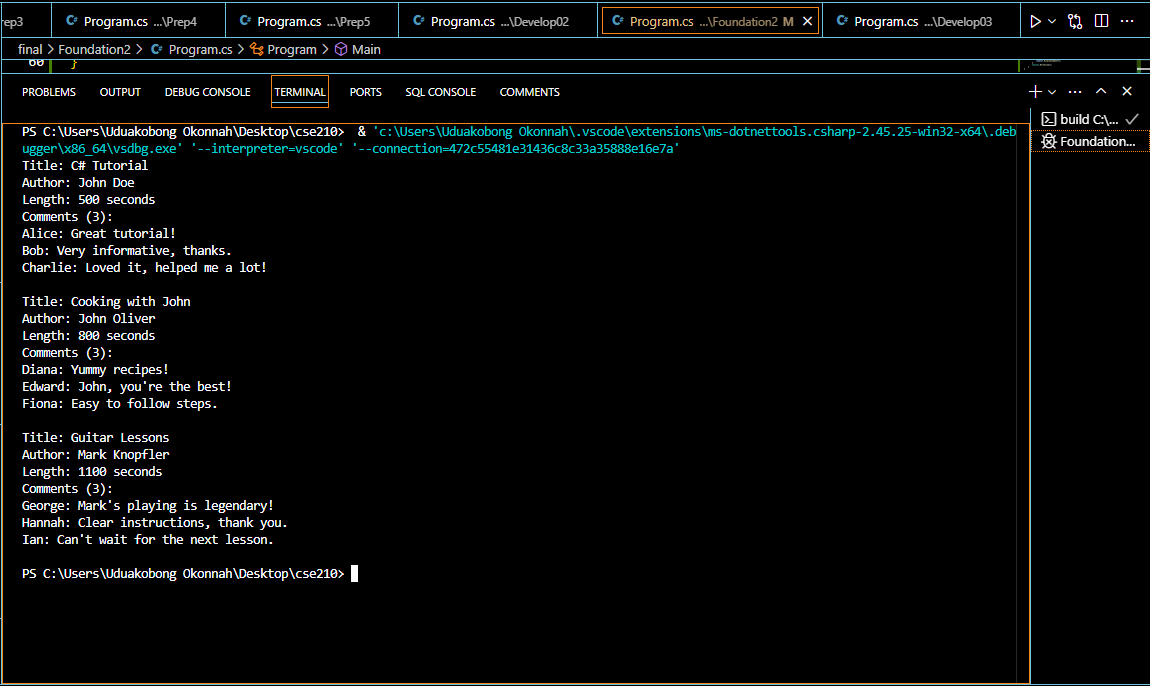 rep3 C# Program.cs ...\Prep4 C# Program.cs ...\Prep5 C# Program.cs ...\Develop02 C# Program.cs ...\Foundation2 M C# Program.cs ...\Develop03
final > Foundation2 > C# Program.cs > Program > Main
60 }
PROBLEMS OUTPUT DEBUG CONSOLE TERMINAL PORTS SQL CONSOLE COMMENTS
build C:\...
Foundation...
PS C:\Users\Uduakobong Okonnah\Desktop\cse210> & 'c:\Users\Uduakobong Okonnah\.vscode\extensions\ms-dotnettools.csharp-2.45.25-win32-x64\.deb
ugger\x86_64\vsdbg.exe' '--interpreter=vscode' '--connection=472c55481e31436c8c33a35888e16e7a'
Title: C# Tutorial
Author: John Doe
Length: 500 seconds
Comments (3):
Alice: Great tutorial!
Bob: Very informative, thanks.
Charlie: Loved it, helped me a lot!

Title: Cooking with John
Author: John Oliver
Length: 800 seconds
Comments (3):
Diana: Yummy recipes!
Edward: John, you're the best!
Fiona: Easy to follow steps.

Title: Guitar Lessons
Author: Mark Knopfler
Length: 1100 seconds
Comments (3):
George: Mark's playing is legendary!
Hannah: Clear instructions, thank you.
Ian: Can't wait for the next lesson.

PS C:\Users\Uduakobong Okonnah\Desktop\cse210>